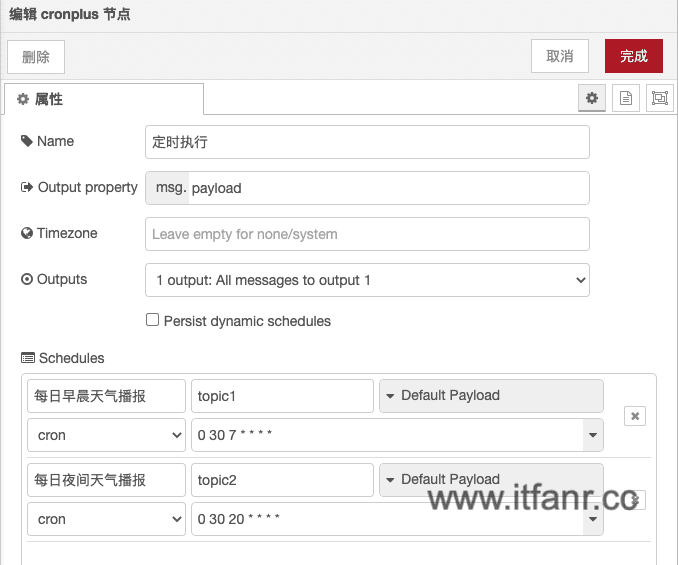 编辑 cronplus 节点
删除 取消 完成
属性
Name 定时执行
Output property msg. payload
Timezone Leave empty for none/system
Outputs 1 output: All messages to output 1
Persist dynamic schedules
Schedules
每日早晨天气播报 topic1 Default Payload
cron 0 30 7 * * * *
每日夜间天气播报 topic2 Default Payload
www.itfanr.co
cron 0 30 20 * * * *